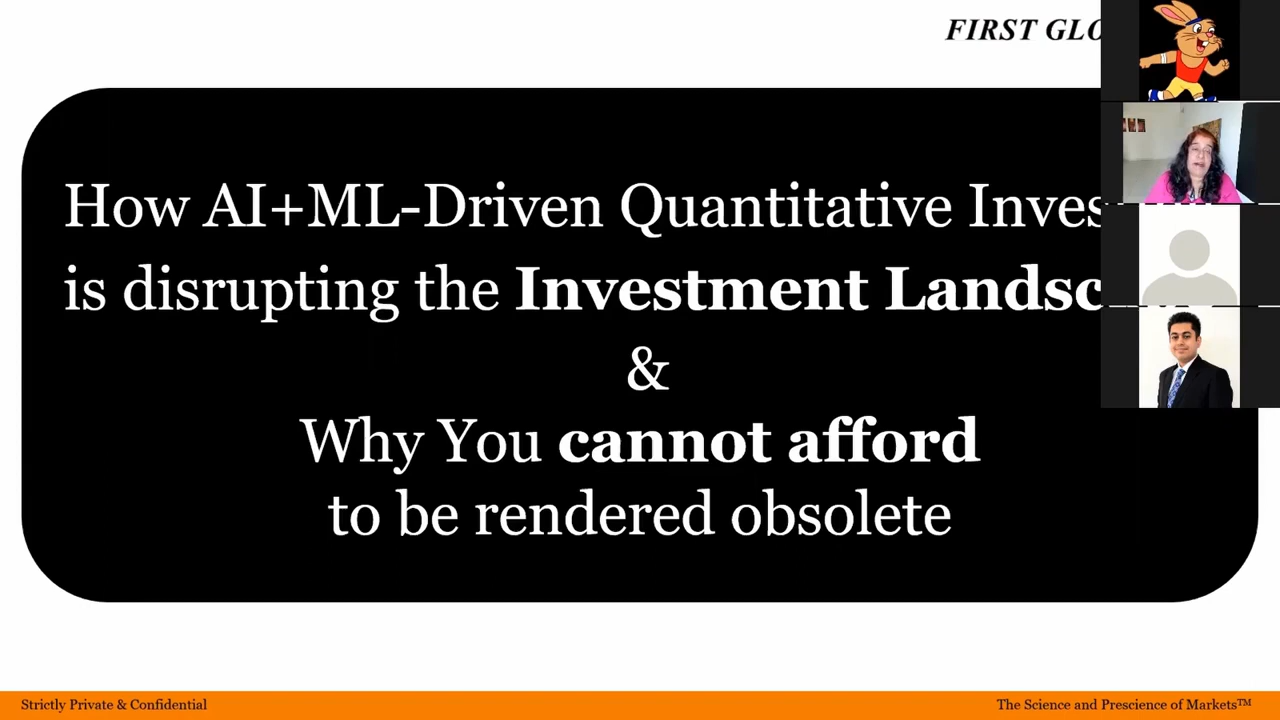 FIRST GLO
How AI+ML-Driven Quantitative Inves
is disrupting the Investment Landsc
&
Why You cannot afford
to be rendered obsolete
Strictly Private & Confidential
The Science and Prescience of Markets™